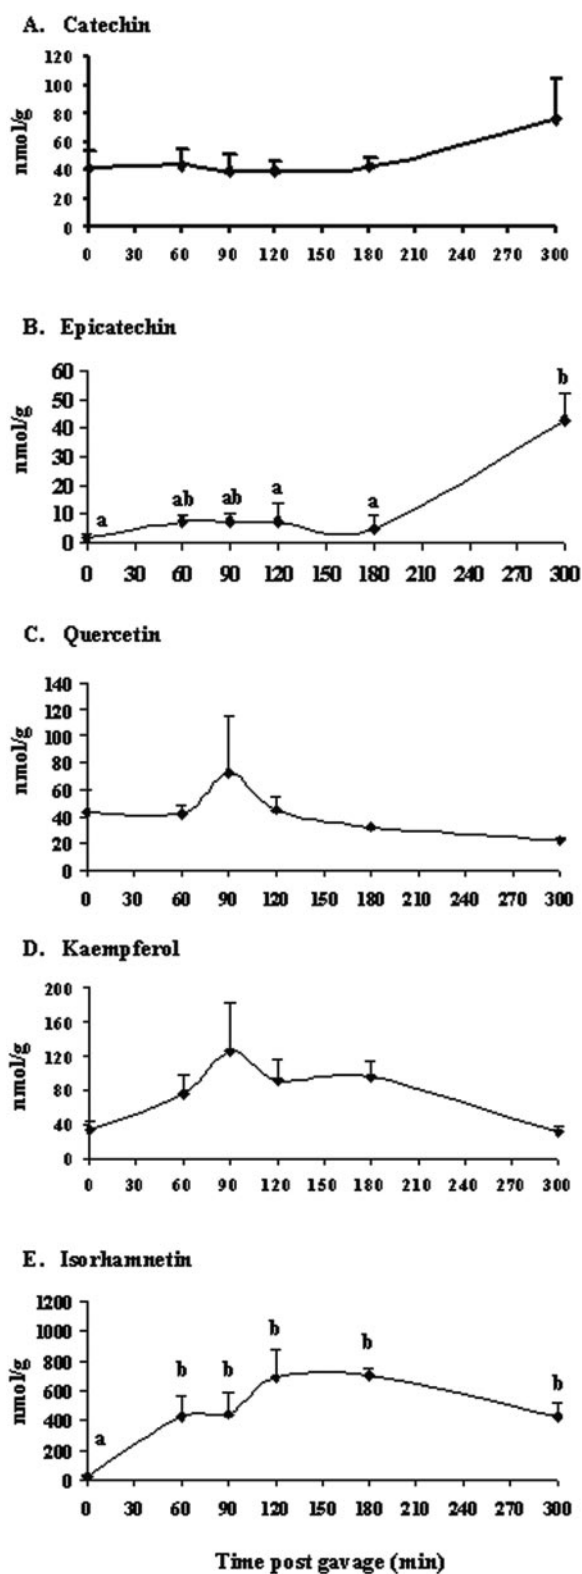 A. Catechin
120
100
80
60
40
20
0
nmol/g
0 30 60 90 120 150 180 210 240 270 300
B. Epicatechin
60
50
40
30
20
10
0
nmol/g
a ab ab a a b
0 30 60 90 120 150 180 210 240 270 300
C. Quercetin
140
120
100
80
60
40
20
0
nmol/g
0 30 60 90 120 150 180 210 240 270 300
D. Kaempferol
200
160
120
80
40
0
nmol/g
0 30 60 90 120 150 180 210 240 270 300
E. Isorhamnetin
1200
1000
800
600
400
200
0
nmol/g
a b b b b b
0 30 60 90 120 150 180 210 240 270 300
Time post gavage (min)